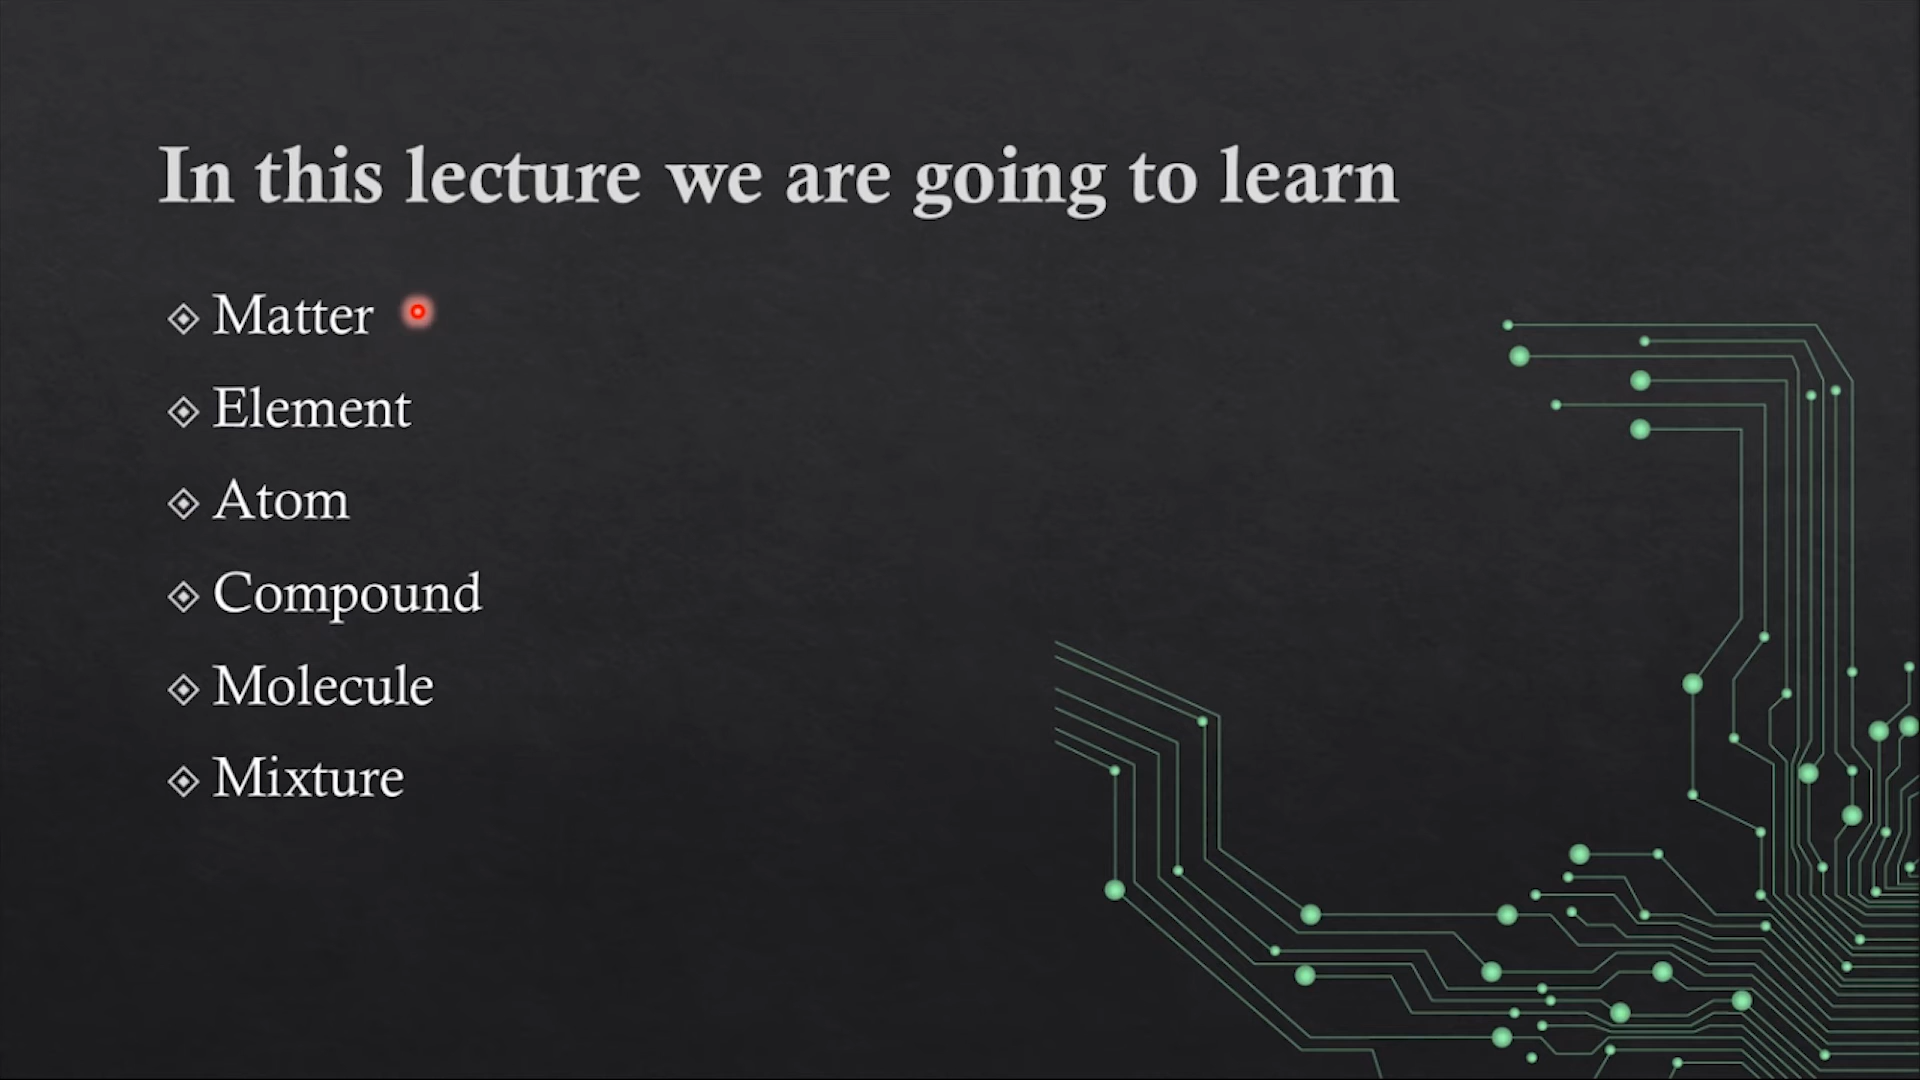 In this lecture we are going to learn
Matter
Element
Atom
Compound
Molecule
Mixture